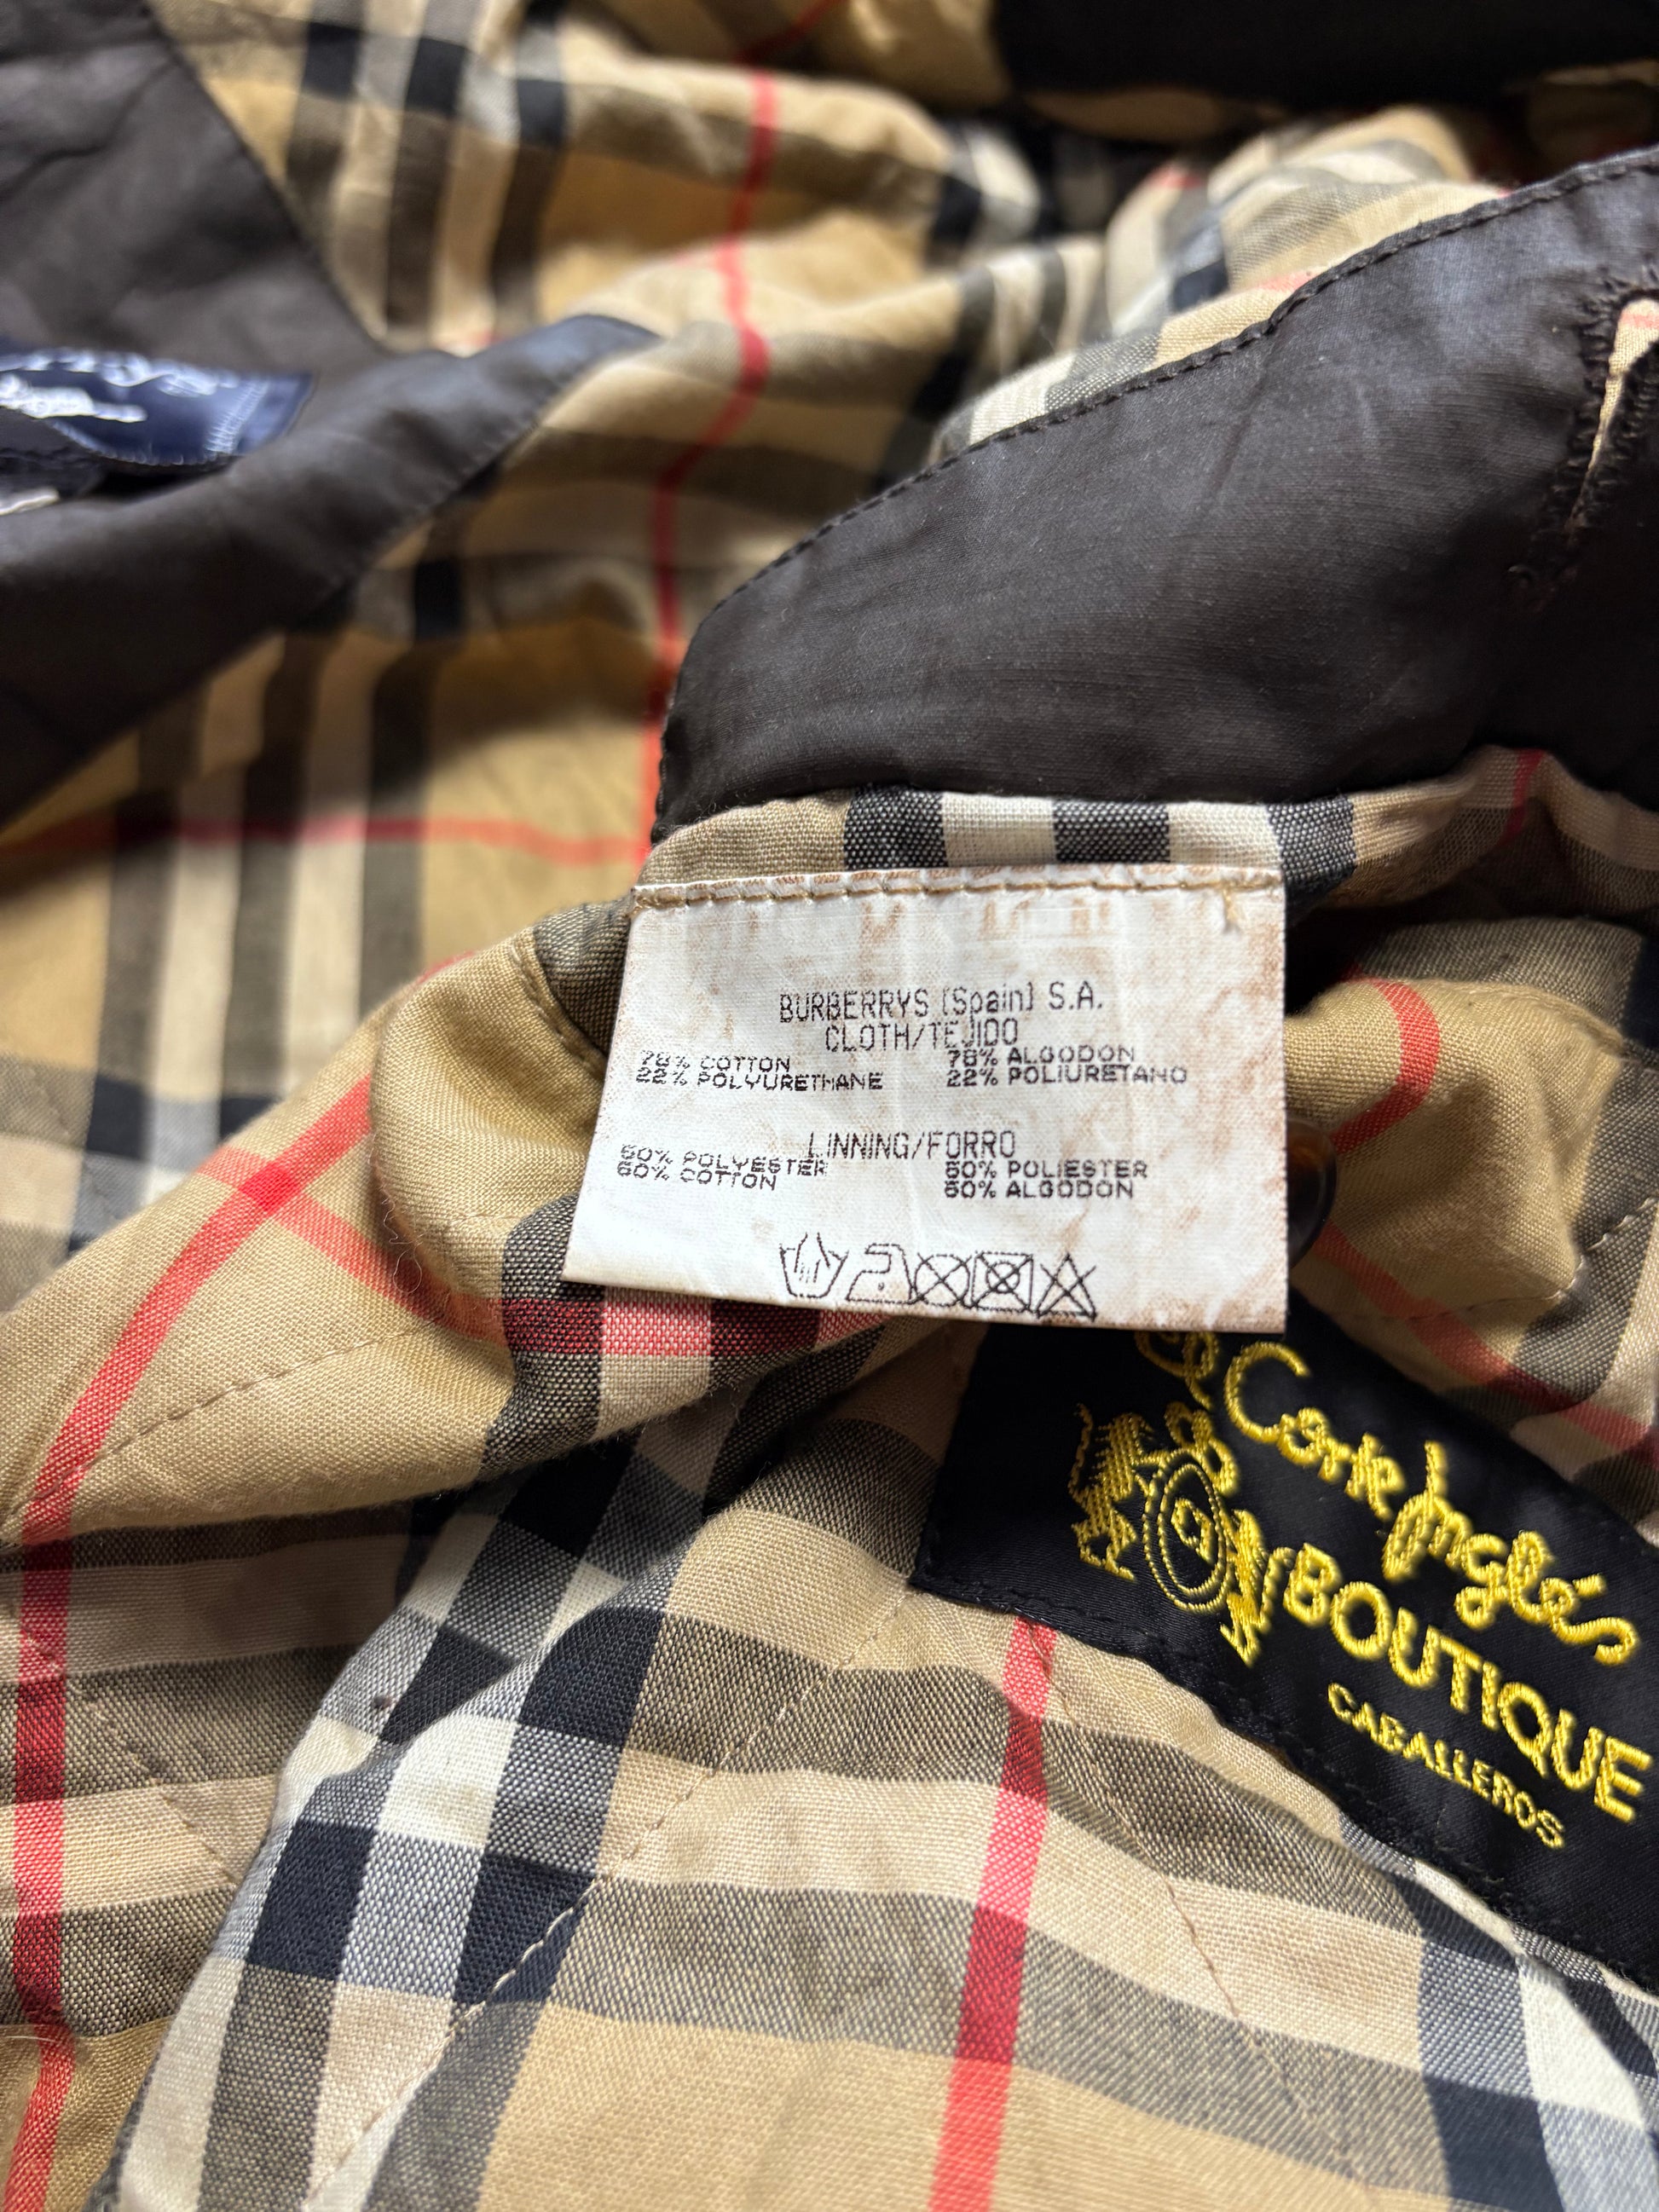 BURBERRYS (Spain) S.A.
CLOTH/TEJIDO
78% COTTON 78% ALGODON
22% POLYURETHANE 22% POLIURETANO
LINNING/FORRO
50% POLYESTER 50% POLIESTER
50% COTTON 50% ALGODON
Corte Inglés
BOUTIQUE
CABALLEROS